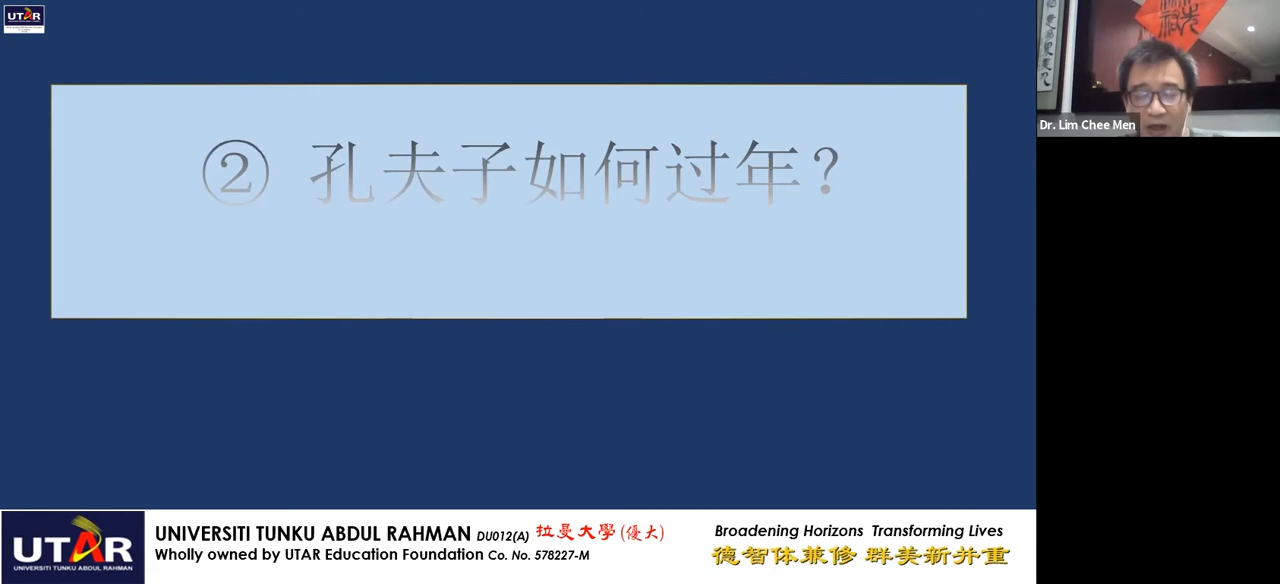 UTAR
② 孔夫子如何过年？
Dr. Lim Chee Men
UTAR
UNIVERSITI TUNKU ABDUL RAHMAN
UNIVERSITI TUNKU ABDUL RAHMAN DU012(A) 拉曼大學(優大)
Wholly owned by UTAR Education Foundation Co. No. 578227-M
Broadening Horizons Transforming Lives
德智体兼修 群美新并重